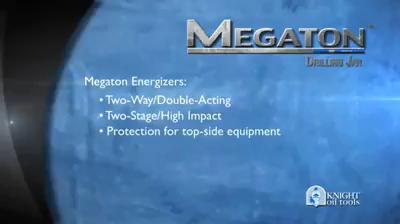 MEGATON™
DRILLING JAR
Megaton Energizers:
• Two-Way/Double-Acting
• Two-Stage/High Impact
• Protection for top-side equipment
KNIGHT
oil tools